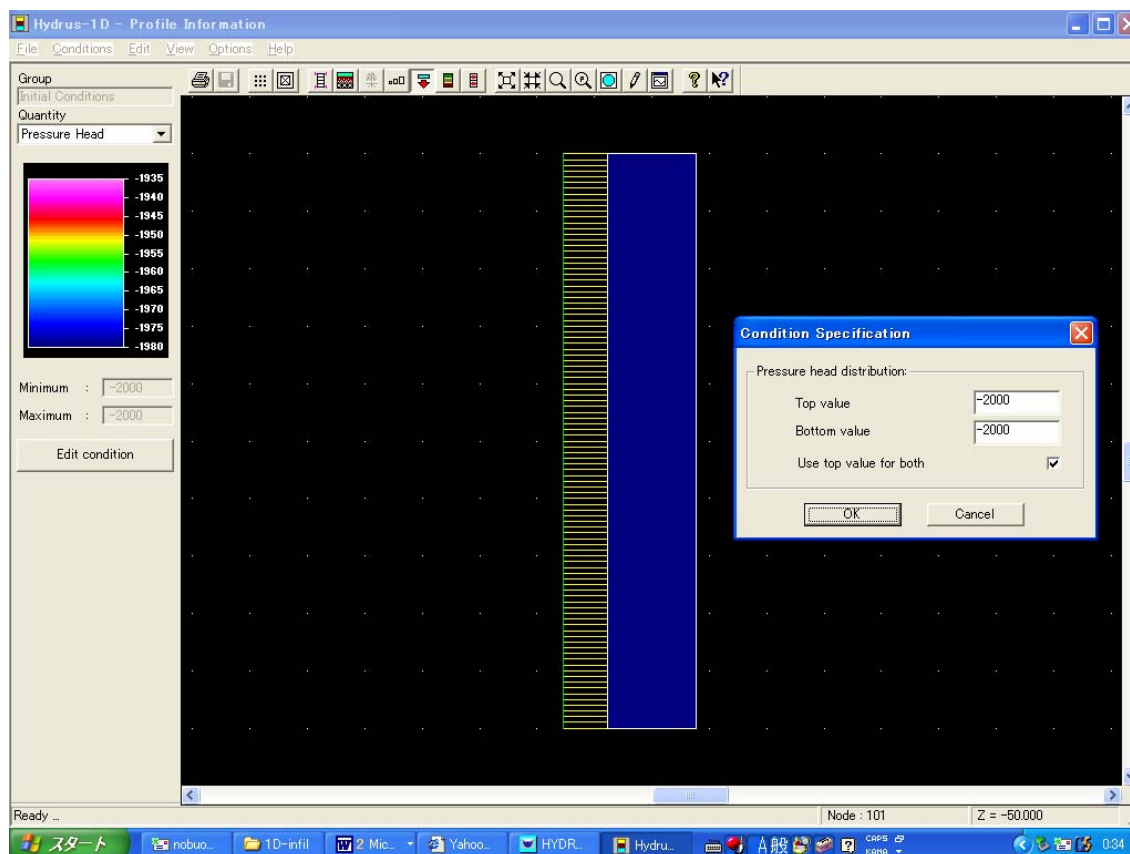 Hydrus-1D - Profile Information
File Conditions Edit View Options Help
Group
Initial Conditions
Quantity
Pressure Head
-1935
-1940
-1945
-1950
-1955
-1960
-1965
-1970
-1975
-1980
Minimum : -2000
Maximum : -2000
Edit condition
Condition Specification
Pressure head distribution:
Top value -2000
Bottom value -2000
Use top value for both
OK Cancel
Ready ...
Node : 101
Z = -50.000
スタート nobuo... 1D-infil 2 Mic... Yahoo... HYDR... Hydru... A般 CAPS KANA 0:34